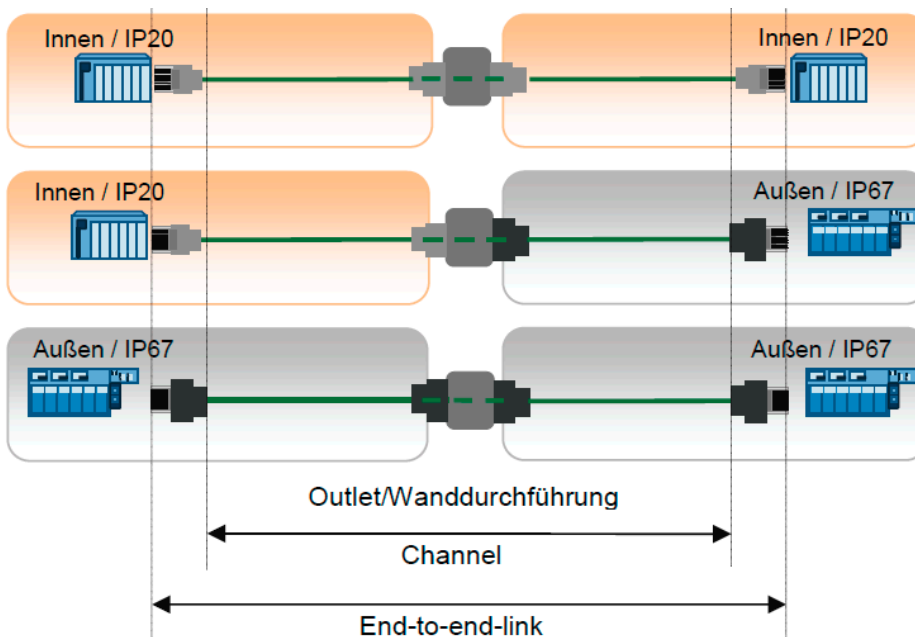 Innen / IP20
Innen / IP20
Innen / IP20
Außen / IP67
Außen / IP67
Außen / IP67
Outlet/Wanddurchführung
Channel
End-to-end-link